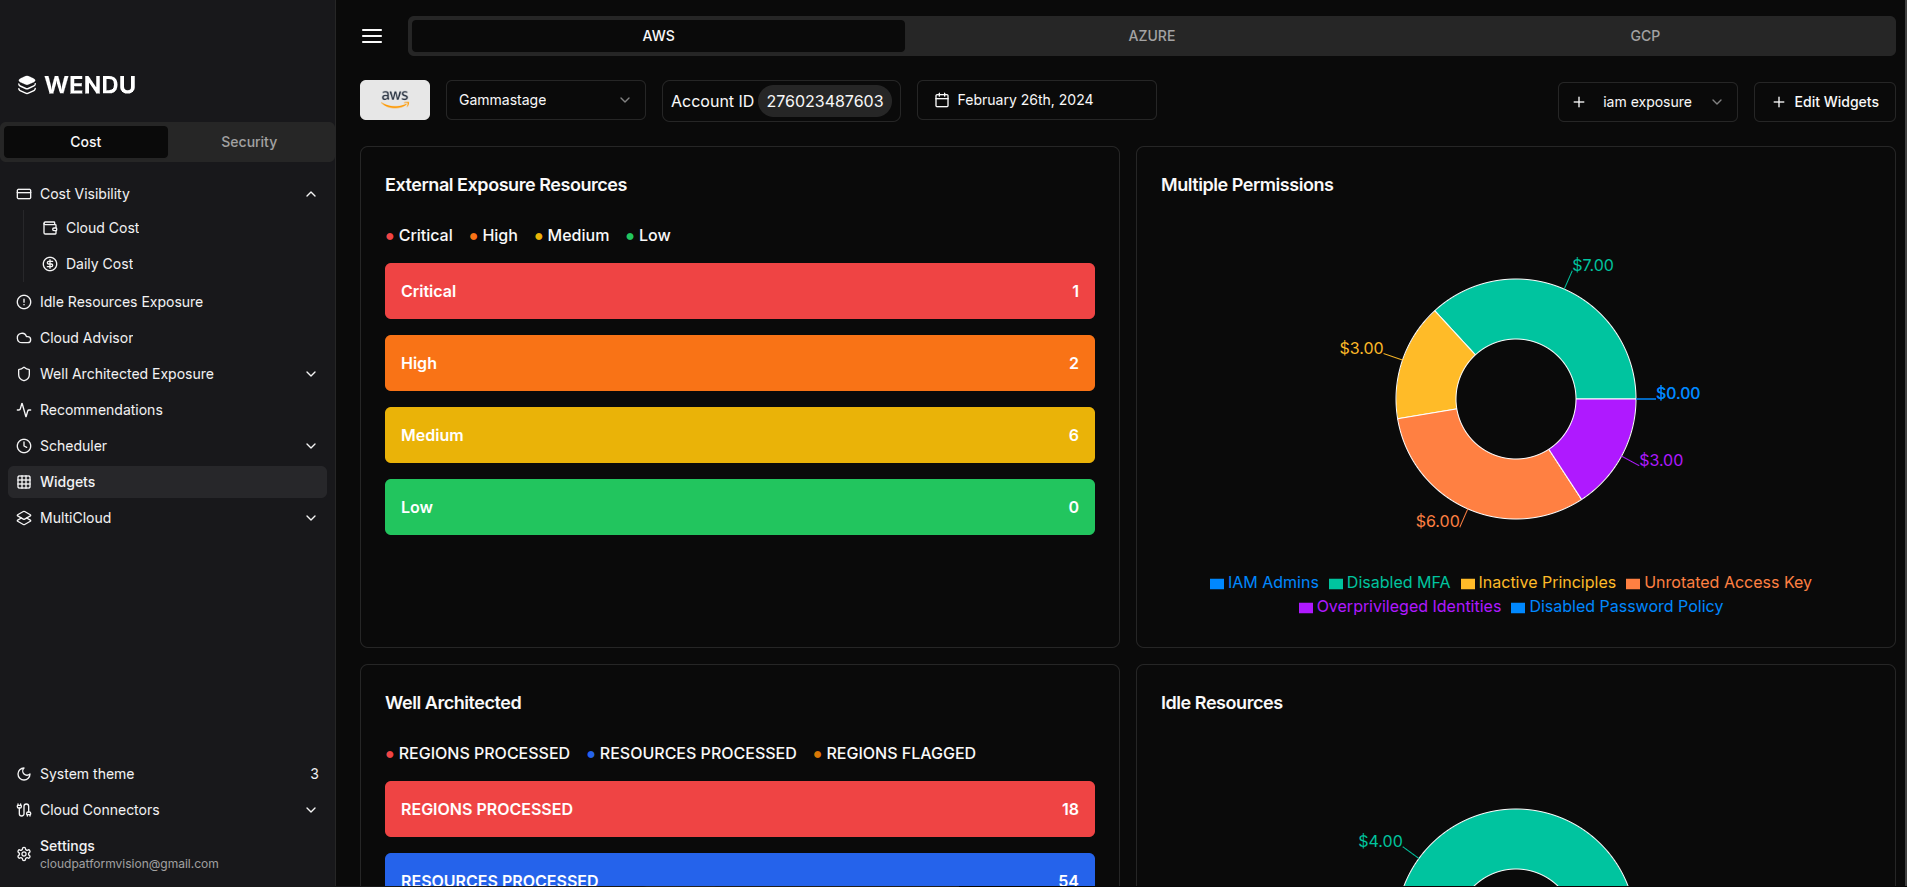 WENDU
Cost
Security
Cost Visibility
Cloud Cost
Daily Cost
Idle Resources Exposure
Cloud Advisor
Well Architected Exposure
Recommendations
Scheduler
Widgets
MultiCloud
System theme 3
Cloud Connectors
Settings
cloudpatformvision@gmail.com
AWS
AZURE
GCP
aws
Gammastage
Account ID 276023487603
February 26th, 2024
iam exposure
Edit Widgets
External Exposure Resources
Critical High Medium Low
Critical 1
High 2
Medium 6
Low 0
Multiple Permissions
$7.00
$3.00
$0.00
$3.00
$6.00
IAM Admins Disabled MFA Inactive Principles Unrotated Access Key
Overprivileged Identities Disabled Password Policy
Well Architected
REGIONS PROCESSED RESOURCES PROCESSED REGIONS FLAGGED
REGIONS PROCESSED 18
RESOURCES PROCESSED 54
Idle Resources
$4.00